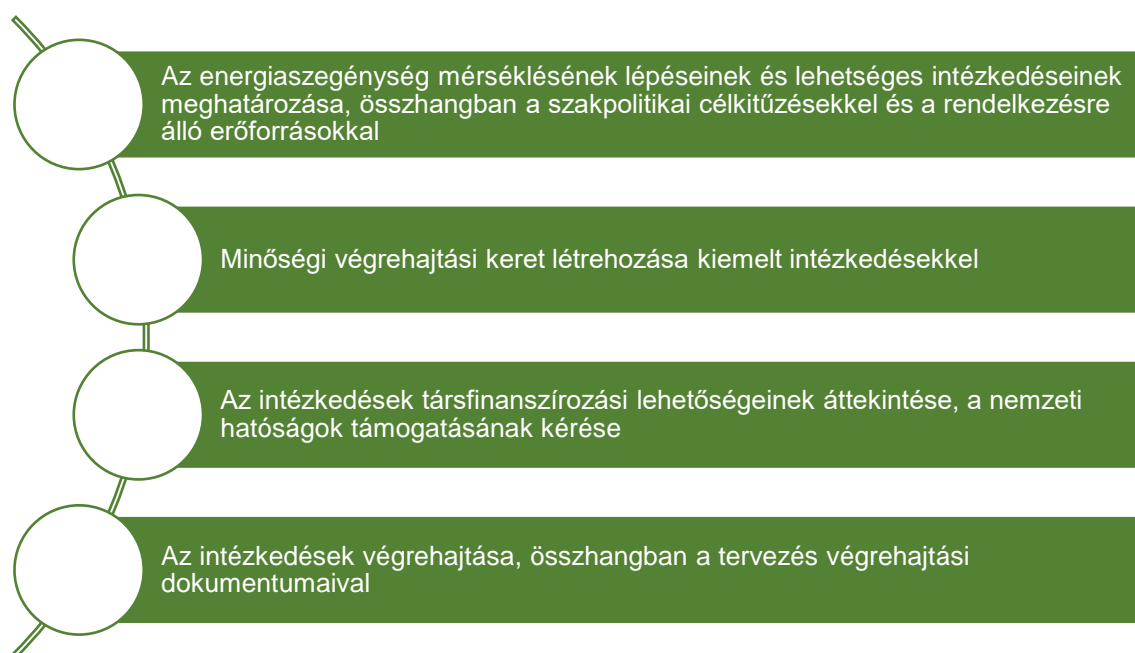 Az energiaszegénység mérséklésének lépéseinek és lehetséges intézkedéseinek
meghatározása, összhangban a szakpolitikai célkitűzésekkel és a rendelkezésre
álló erőforrásokkal
Minőségi végrehajtási keret létrehozása kiemelt intézkedésekkel
Az intézkedések társfinanszírozási lehetőségeinek áttekintése, a nemzeti
hatóságok támogatásának kérése
Az intézkedések végrehajtása, összhangban a tervezés végrehajtási
dokumentumaival